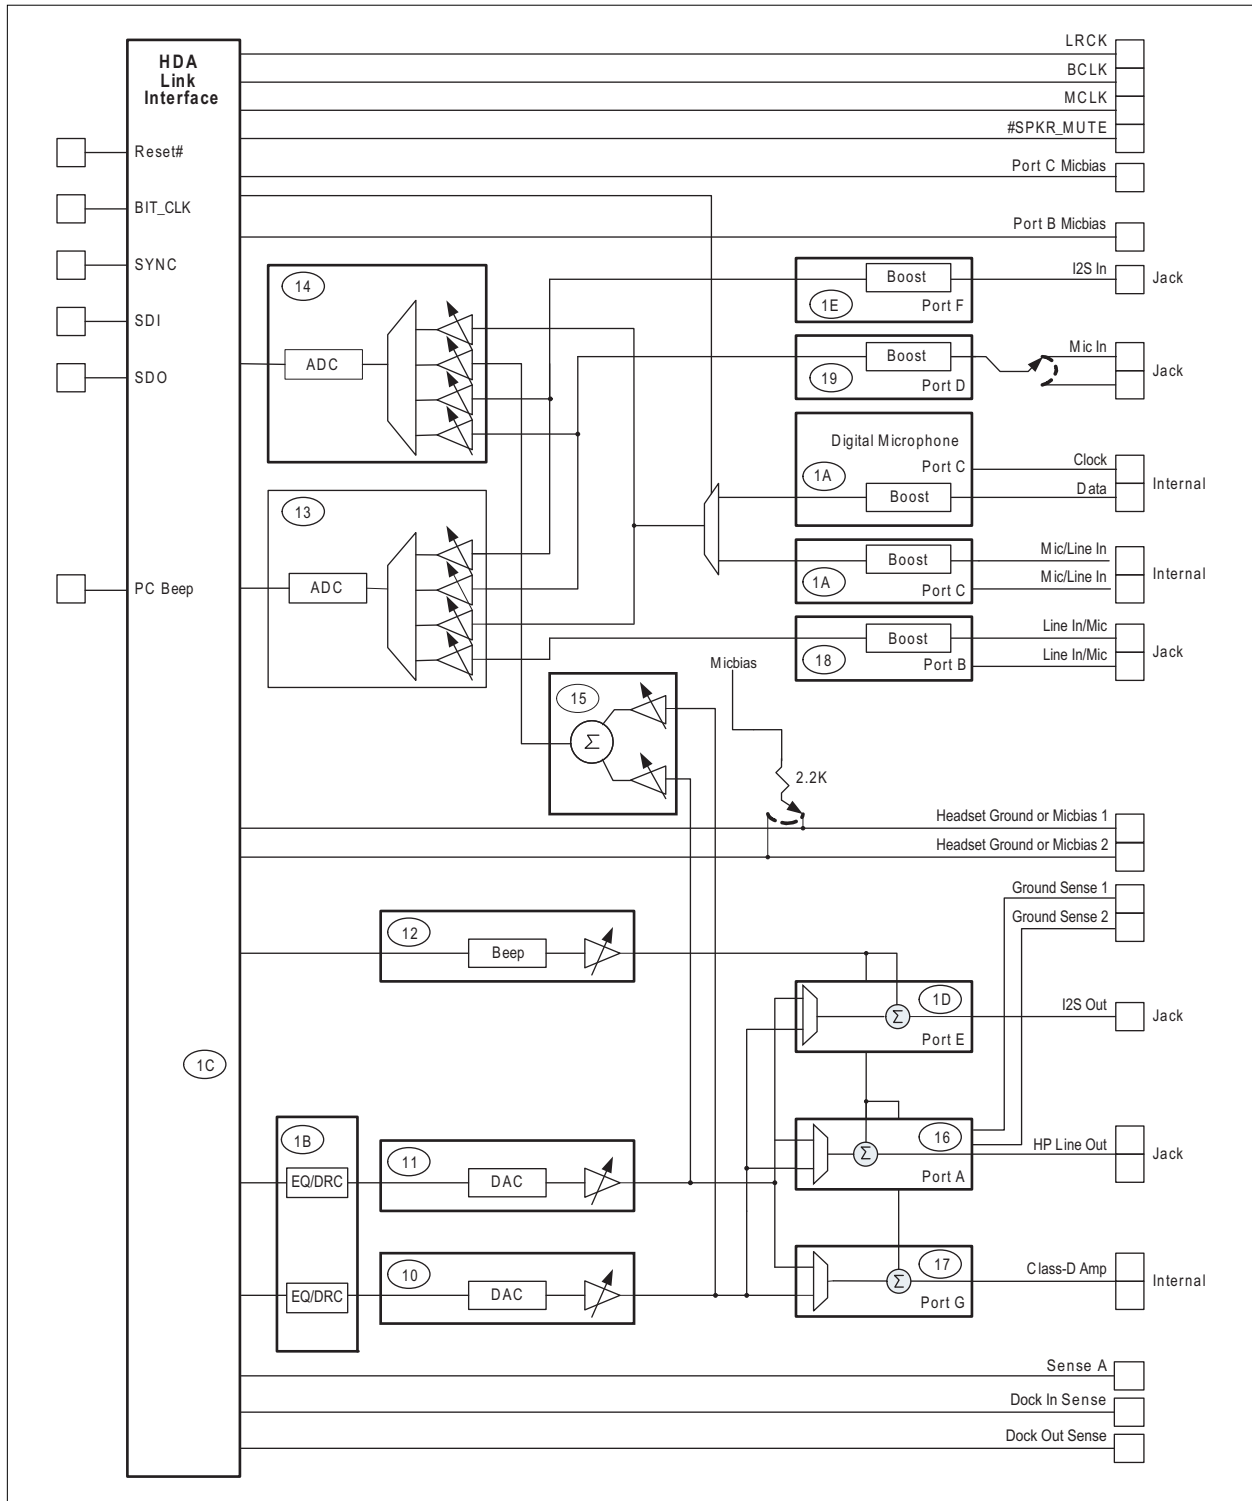 HDA
Link
Interface
Reset#
BIT_CLK
SYNC
SDI
SDO
PC Beep
1C
LRCK
BCLK
MCLK
#SPKR_MUTE
Port C Micbias
Port B Micbias
14
ADC
13
ADC
Boost
1E
Port F
I2S In
Jack
Boost
19
Port D
Mic In
Jack
Digital Microphone
Port C
1A
Boost
Clock
Data
Internal
Boost
1A
Port C
Mic/Line In
Mic/Line In
Internal
Boost
18
Port B
Line In/Mic
Line In/Mic
Jack
15
Σ
Micbias
2.2K
Headset Ground or Micbias 1
Headset Ground or Micbias 2
Ground Sense 1
Ground Sense 2
12
Beep
1D
Σ
Port E
I2S Out
Jack
1B
EQ/DRC
EQ/DRC
11
DAC
16
Σ
Port A
HP Line Out
Jack
10
DAC
17
Σ
Port G
Class-D Amp
Internal
Sense A
Dock In Sense
Dock Out Sense